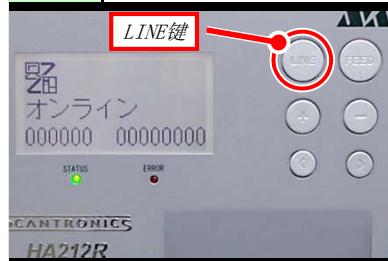 LINE键
LINE
FEED
オンライン
000000 00000000
STATUS
ERROR
SCANTRONICS
HA212R